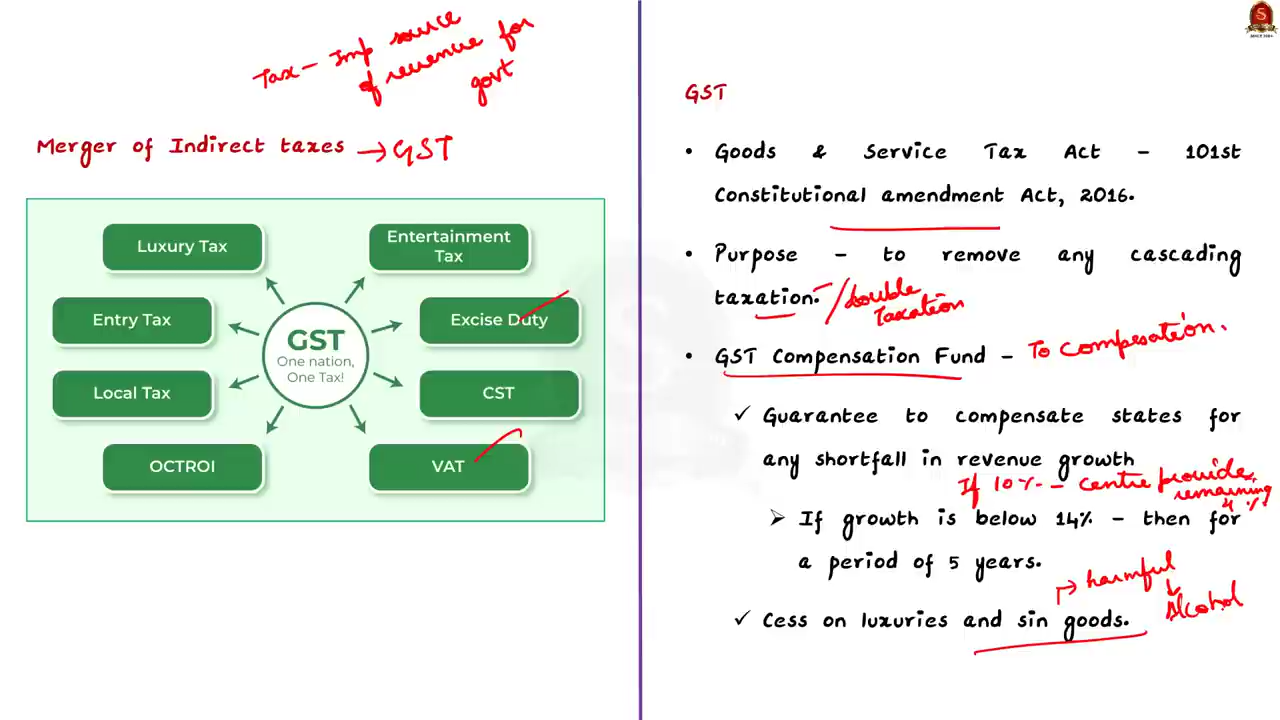 Tax - Imp source
of revenue for
govt
Merger of Indirect taxes → GST
Luxury Tax
Entertainment
Tax
Entry Tax
Excise Duty
GST
One nation,
One Tax!
Local Tax
CST
OCTROI
VAT
S
SINCE 1984
GST
• Goods & Service Tax Act - 101st
Constitutional amendment Act, 2016.
• Purpose - to remove any cascading
taxation. / double
Taxation
• GST Compensation Fund - To compesation.
✓ Guarantee to compensate states for
any shortfall in revenue growth
If 10% - centre provide
remaining
4%
➢ If growth is below 14% - then for
a period of 5 years.
harmful
Alcohol
✓ Cess on luxuries and sin goods.